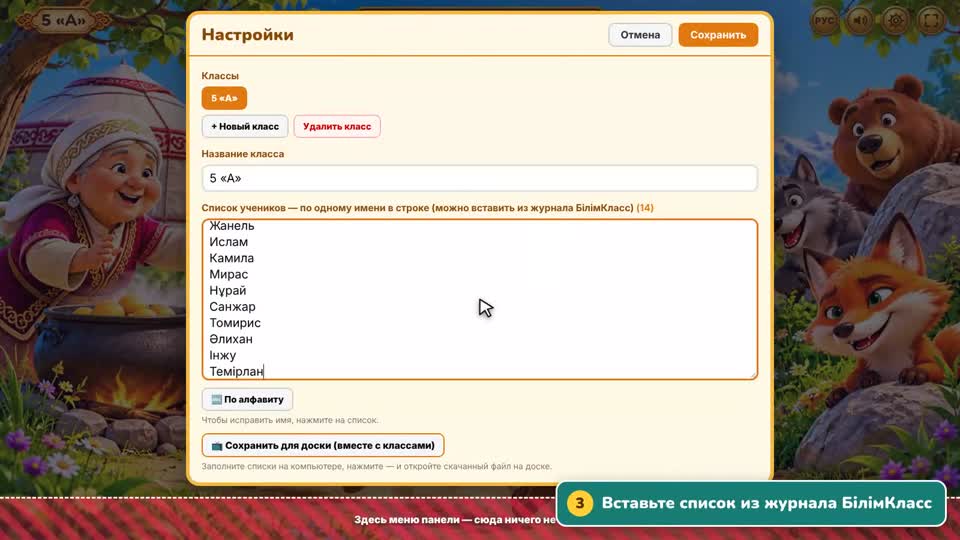 5 «А»
РУС
Настройки
Отмена
Сохранить
Классы
5 «А»
+ Новый класс
Удалить класс
Название класса
5 «А»
Список учеников — по одному имени в строке (можно вставить из журнала БілімКласс) (14)
Жанель
Ислам
Камила
Мирас
Нұрай
Санжар
Томирис
Әлихан
Інжу
Темірлан
По алфавиту
Чтобы исправить имя, нажмите на список.
Сохранить для доски (вместе с классами)
Заполните списки на компьютере, нажмите — и откройте скачанный файл на доске.
3 Вставьте список из журнала БілімКласс
Здесь меню панели — сюда ничего не